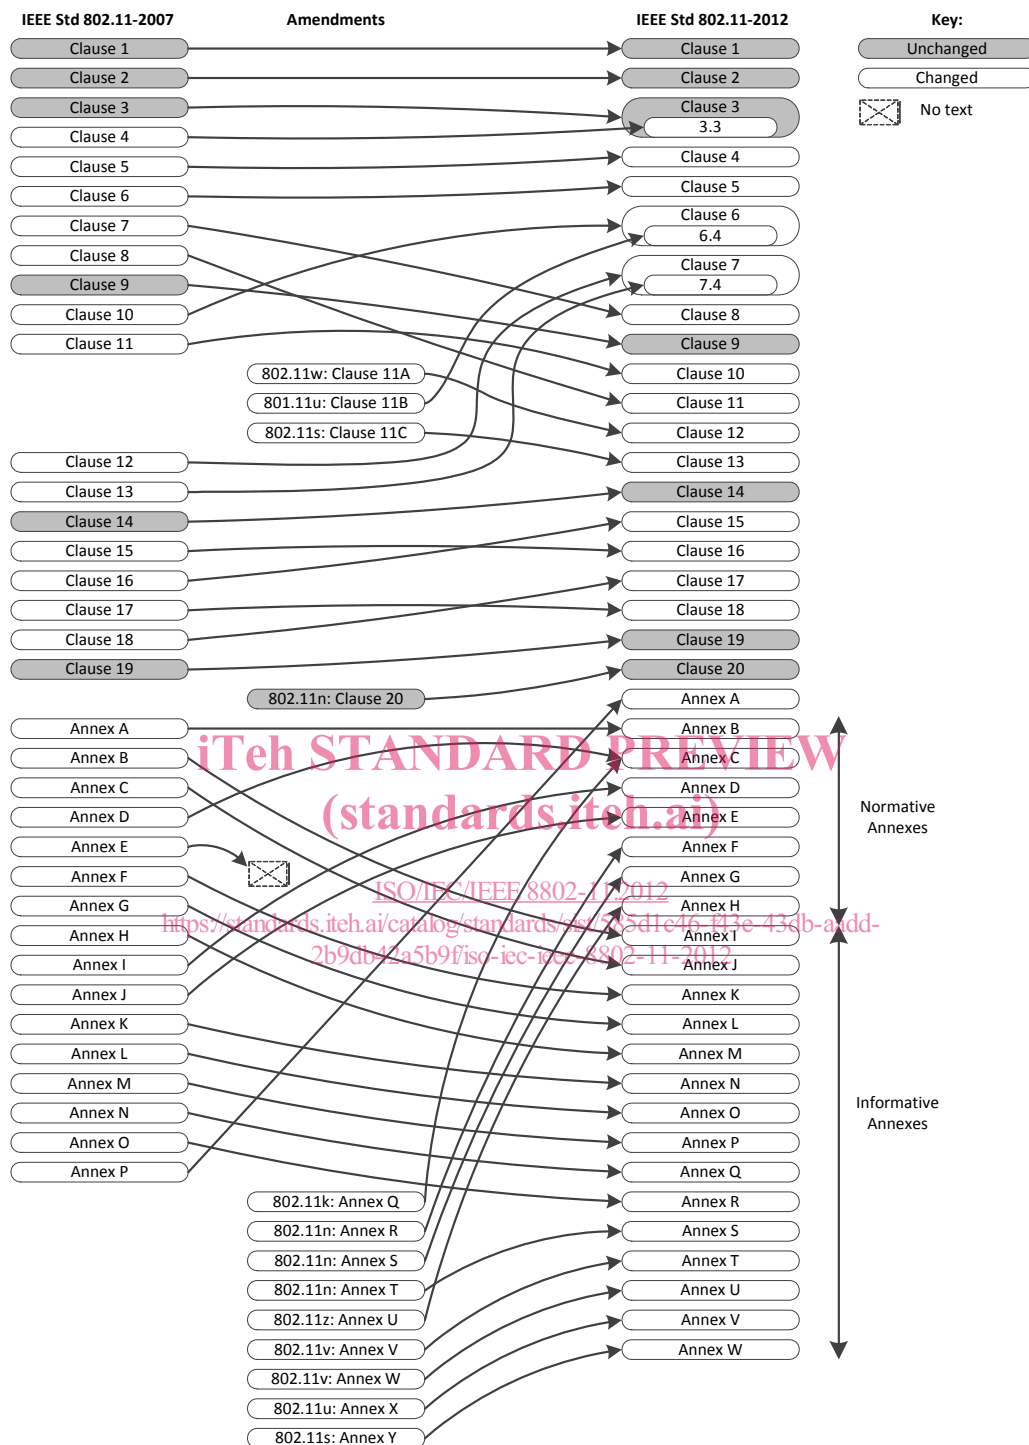 IEEE Std 802.11-2007 Amendments IEEE Std 802.11-2012 Key:
Clause 1 Clause 1 Unchanged
Clause 2 Clause 2 Changed
Clause 3 Clause 3 No text
3.3
Clause 4 Clause 4
Clause 5 Clause 5
Clause 6 Clause 6
Clause 7 6.4
Clause 8 Clause 7
Clause 9 7.4
Clause 10 Clause 8
Clause 11 Clause 9
802.11w: Clause 11A Clause 10
801.11u: Clause 11B Clause 11
802.11s: Clause 11C Clause 12
Clause 12 Clause 13
Clause 13 Clause 14
Clause 14 Clause 15
Clause 15 Clause 16
Clause 16 Clause 17
Clause 17 Clause 18
Clause 18 Clause 19
Clause 19 Clause 20
802.11n: Clause 20 Annex A
Annex A Annex B
Annex B Annex C
iTeh STANDARD PREVIEW
Annex C Annex D
Annex D Annex E
(standards.iteh.ai)
Normative
Annexes
Annex E Annex F
Annex F Annex G
ISO/IEC/IEEE 8802-11:2012
Annex G Annex H
https://standards.iteh.ai/catalog/standards/sist/585d1c46-f43e-43db-aadd-
Annex H Annex I
2b9db42a5b9f/iso-iec-ieee-8802-11-2012
Annex I Annex J
Annex J Annex K
Annex K Annex L
Annex L Annex M
Annex M Annex N
Annex N Annex O
Informative
Annexes
Annex O Annex P
Annex P Annex Q
802.11k: Annex Q Annex R
802.11n: Annex R Annex S
802.11n: Annex S Annex T
802.11n: Annex T Annex U
802.11z: Annex U Annex V
802.11v: Annex V Annex W
802.11v: Annex W
802.11u: Annex X
802.11s: Annex Y